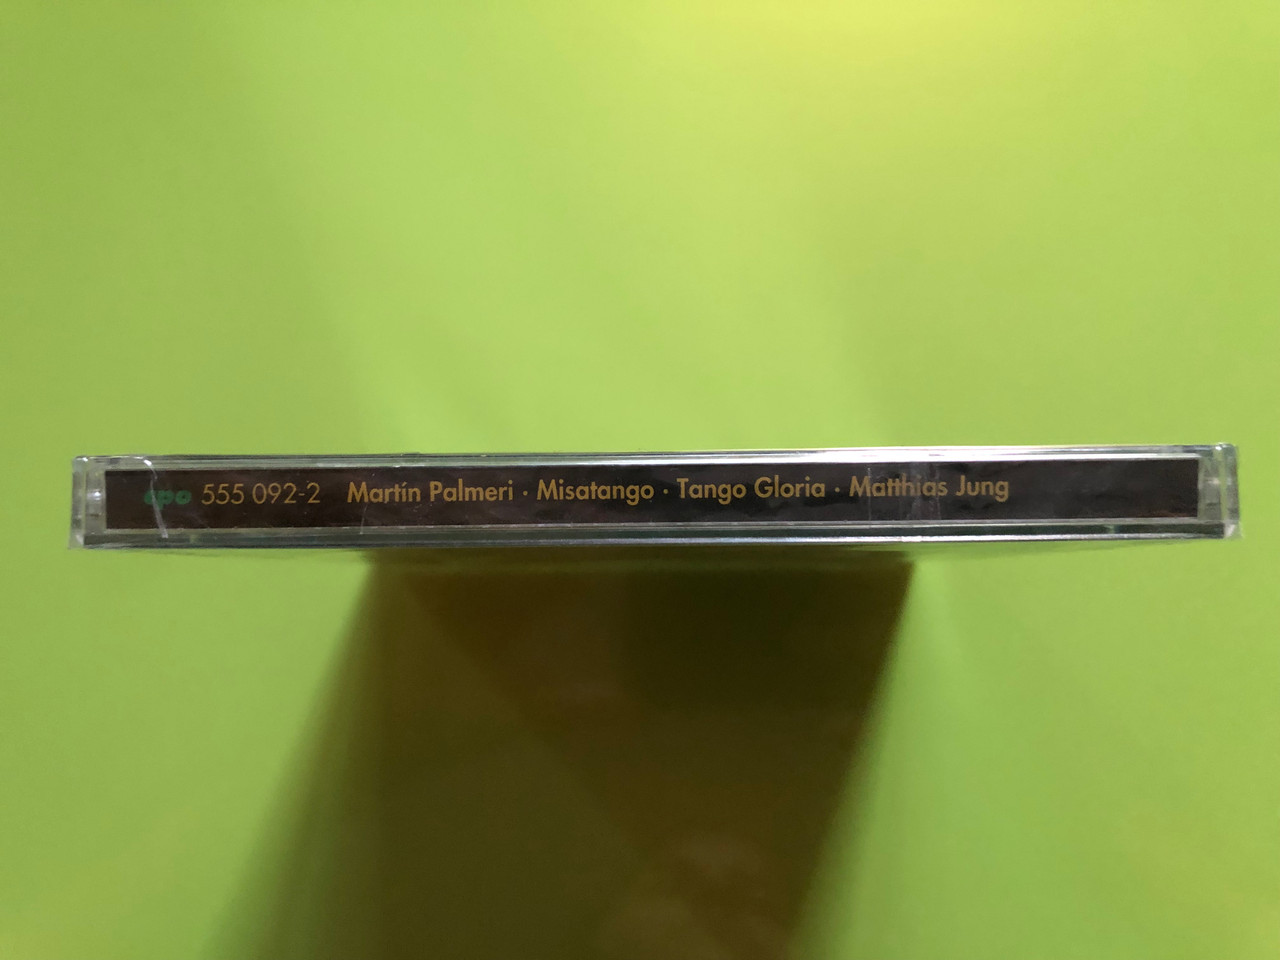 cpo 555 092-2 Martín Palmeri · Misatango · Tango Gloria · Matthias Jung